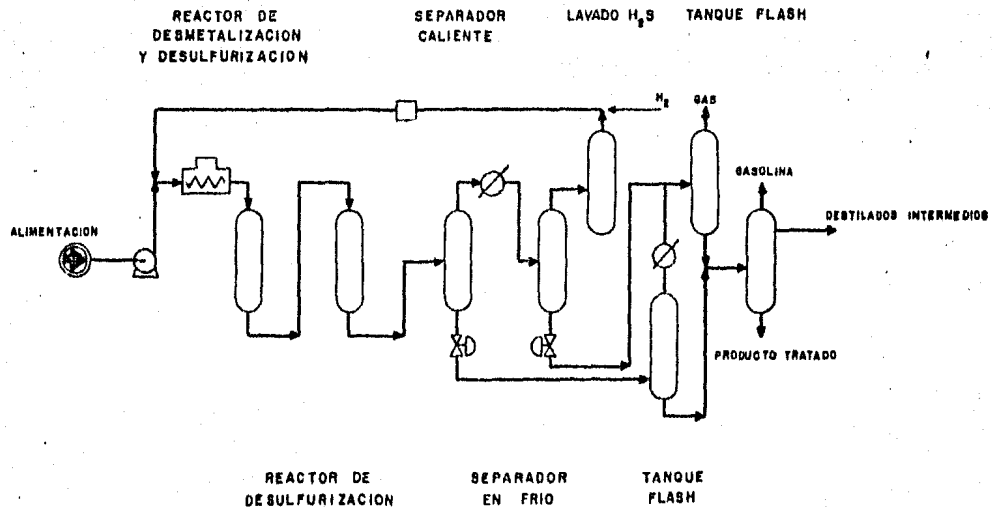 REACTOR DE
DESMETALIZACION
Y DESULFURIZACION
SEPARADOR
CALIENTE
LAVADO H₂S
TANQUE FLASH
H₂
GAS
GASOLINA
DESTILADOS INTERMEDIOS
ALIMENTACION
PRODUCTO TRATADO
REACTOR DE
DESULFURIZACION
SEPARADOR
EN FRIO
TANQUE
FLASH